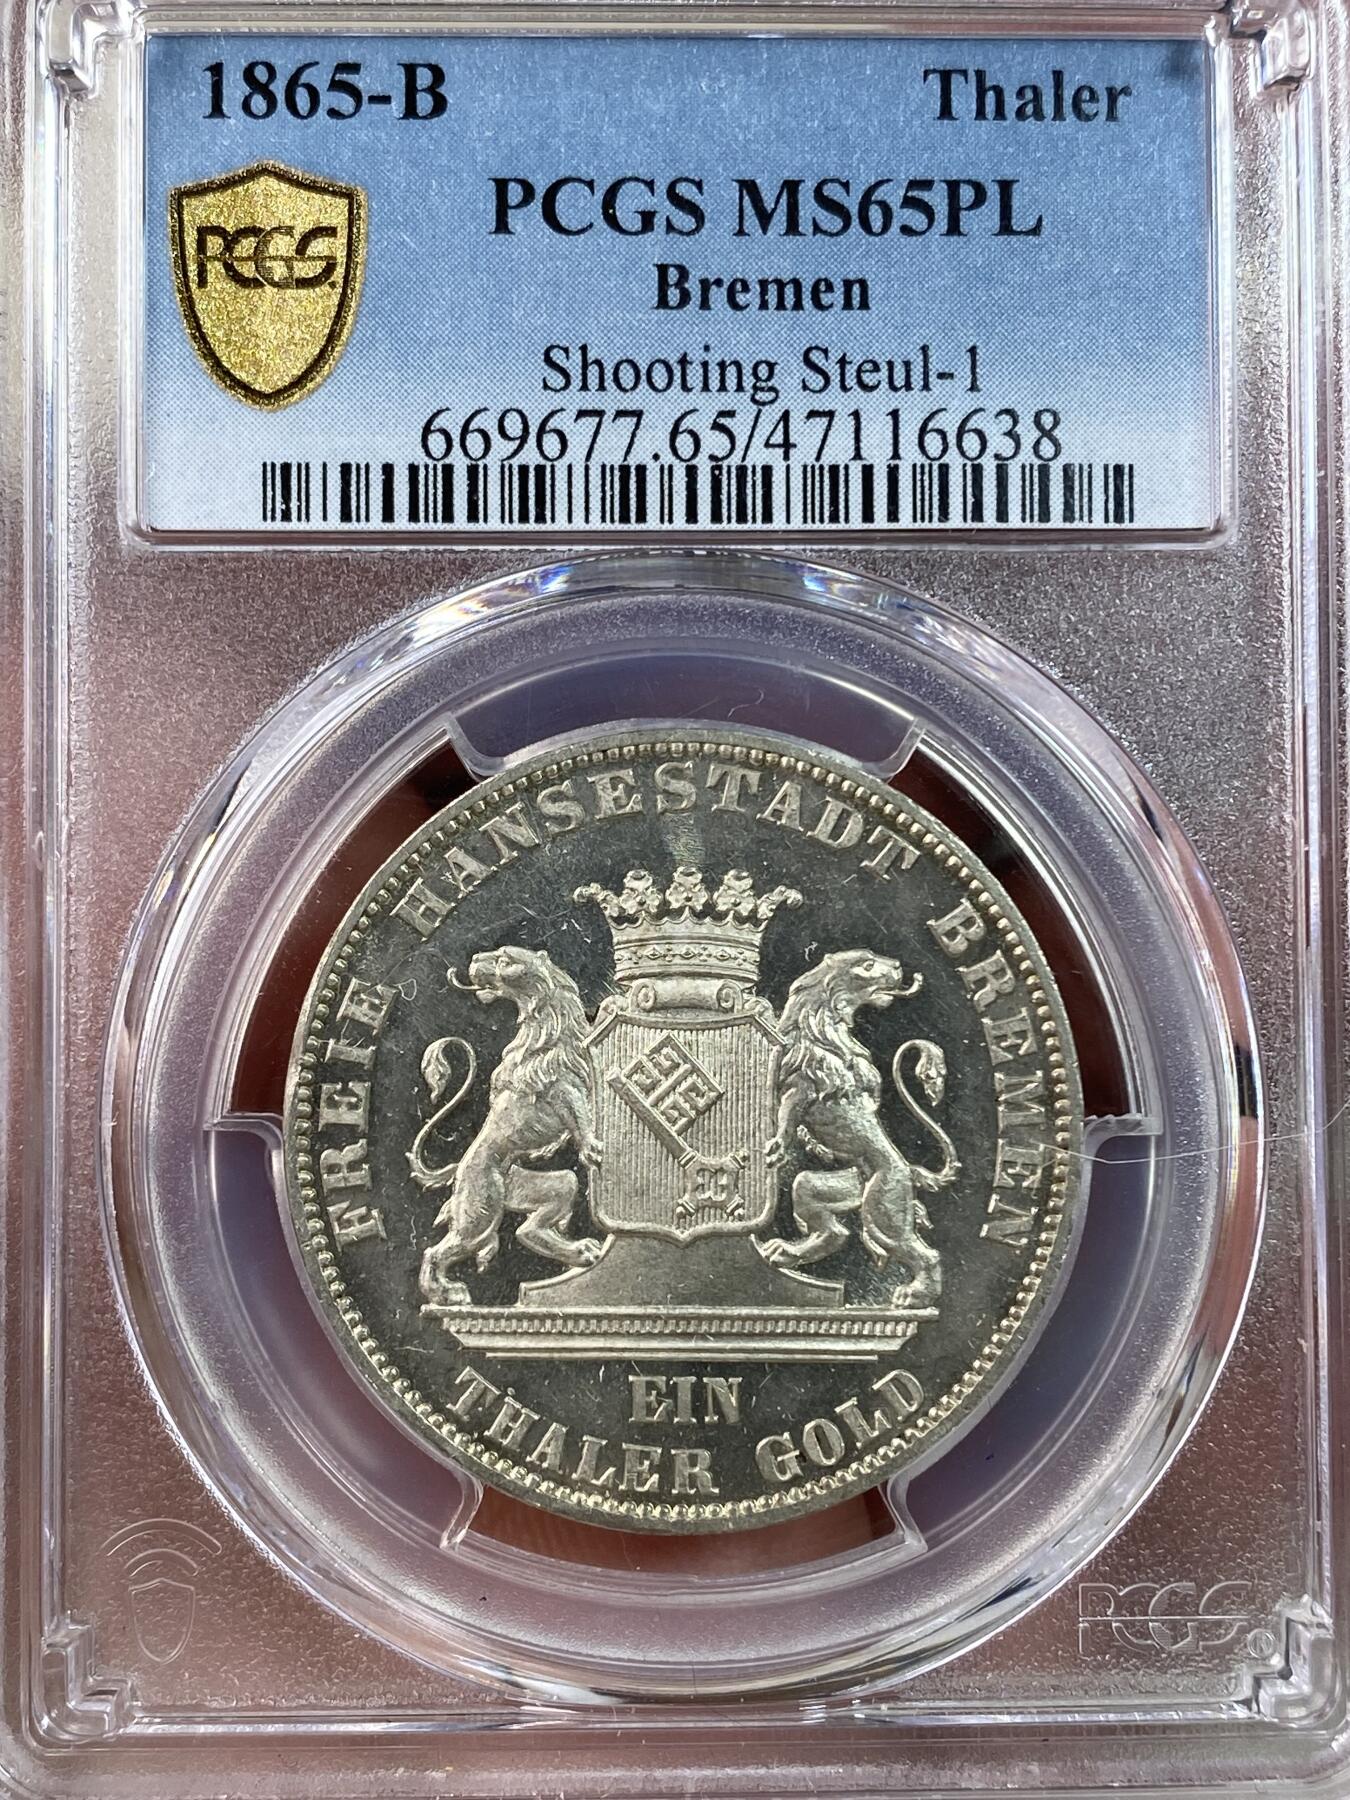 1865-B Thaler
PCGS MS65PL
PCGS
Bremen
Shooting Steul-1
669677.65/47116638
FREIE HANSESTADT BREMEN
EIN
THALER GOLD
PCGS